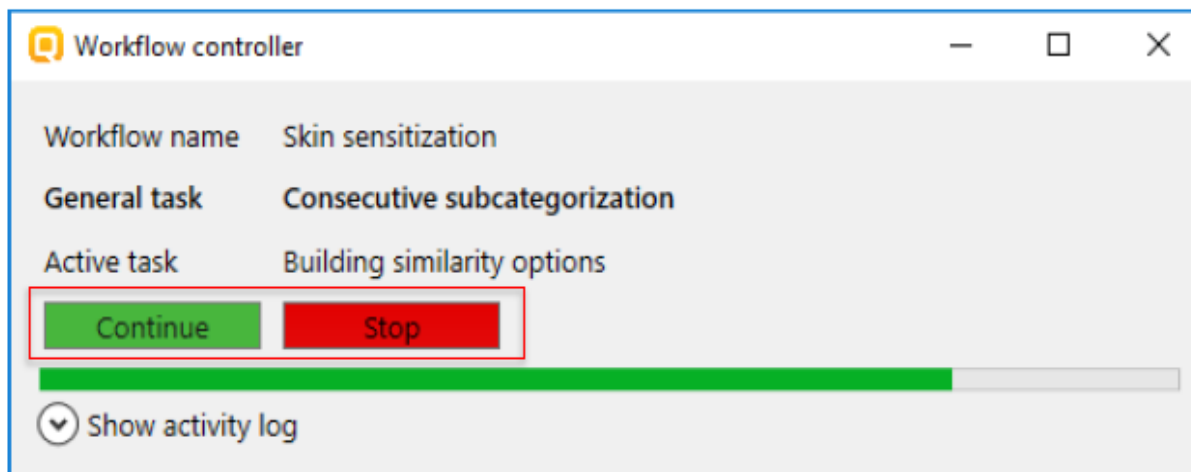 Workflow controller
Workflow name Skin sensitization
General task Consecutive subcategorization
Active task Building similarity options
Continue Stop
Show activity log